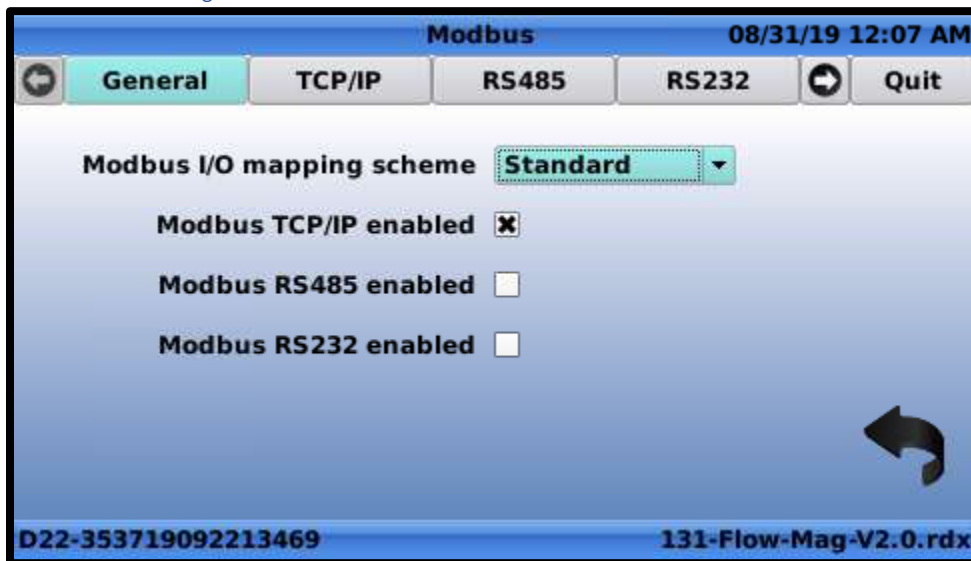 Modbus 08/31/19 12:07 AM
General TCP/IP RS485 RS232 Quit
Modbus I/O mapping scheme Standard
Modbus TCP/IP enabled
Modbus RS485 enabled
Modbus RS232 enabled
D22-353719092213469 131-Flow-Mag-V2.0.rdx